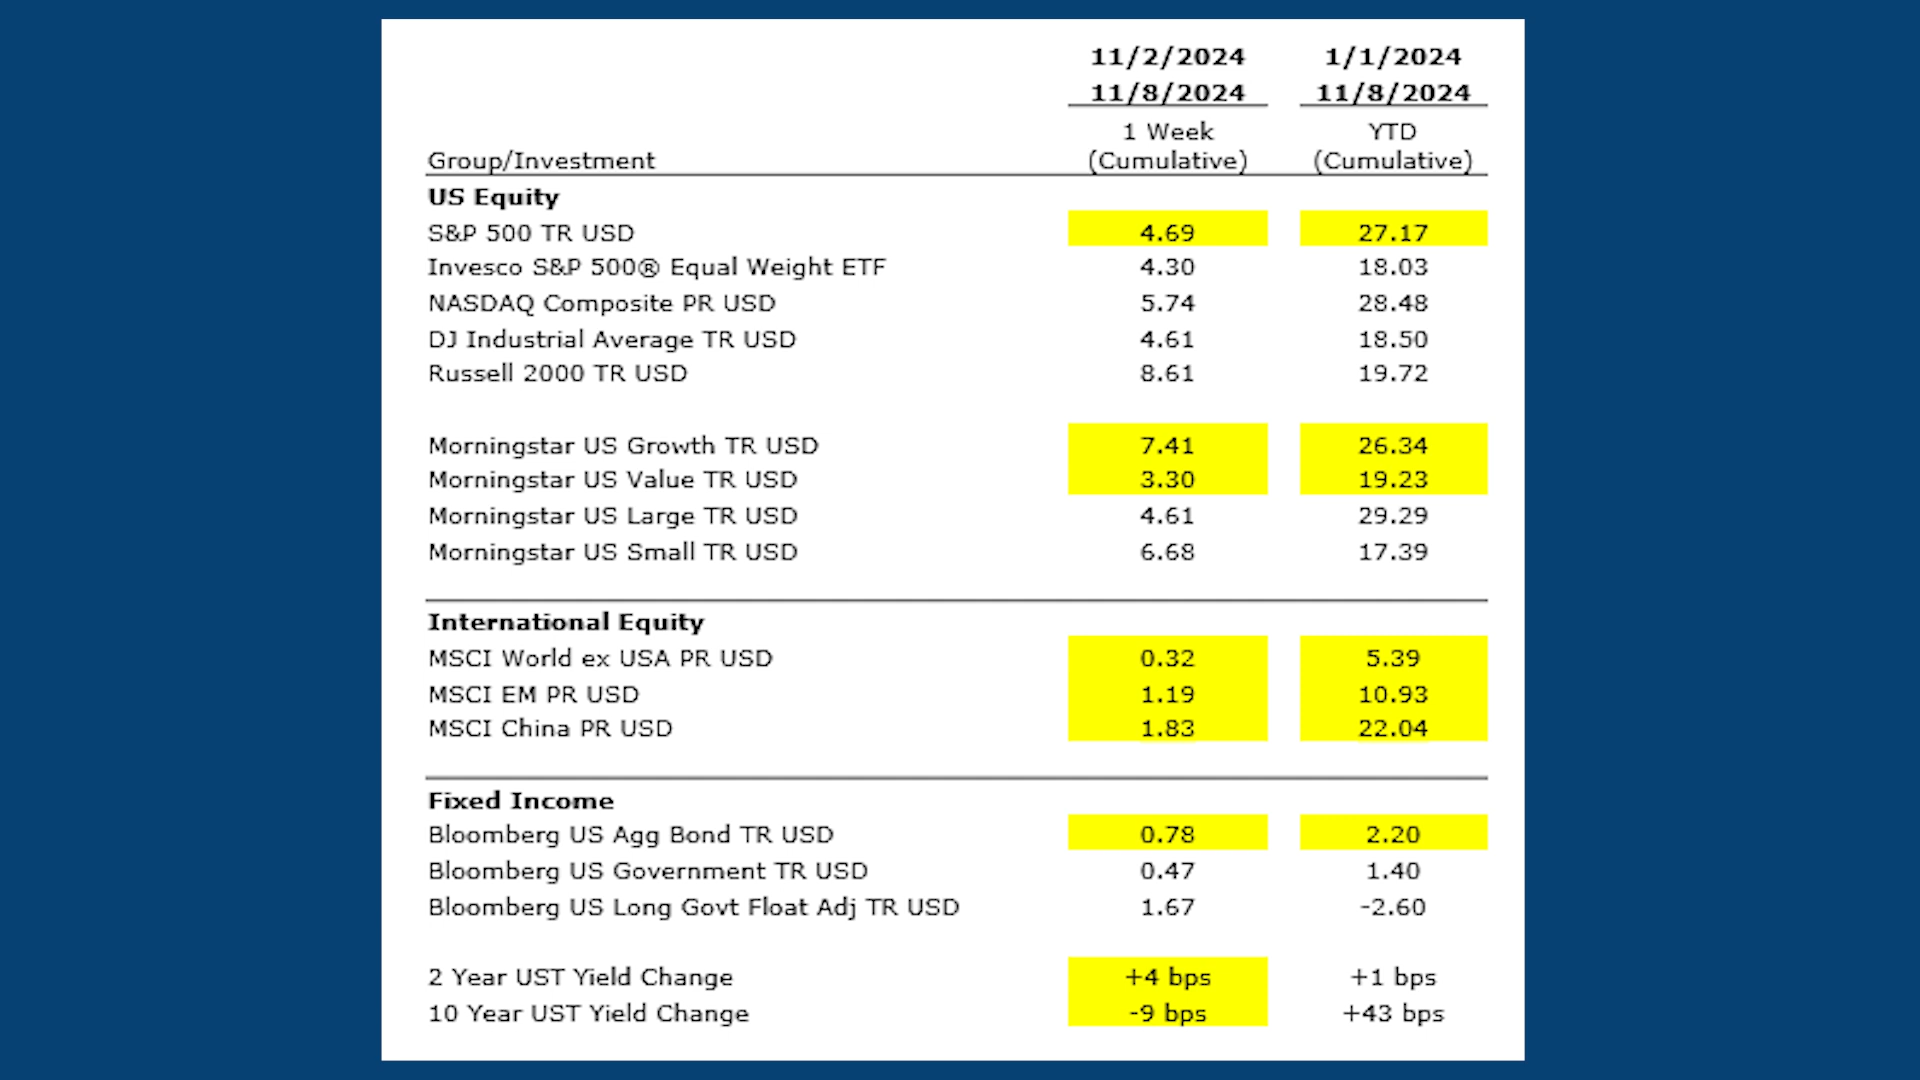 11/2/2024 1/1/2024
11/8/2024 11/8/2024
1 Week YTD
Group/Investment (Cumulative) (Cumulative)
US Equity
S&P 500 TR USD 4.69 27.17
Invesco S&P 500® Equal Weight ETF 4.30 18.03
NASDAQ Composite PR USD 5.74 28.48
DJ Industrial Average TR USD 4.61 18.50
Russell 2000 TR USD 8.61 19.72
Morningstar US Growth TR USD 7.41 26.34
Morningstar US Value TR USD 3.30 19.23
Morningstar US Large TR USD 4.61 29.29
Morningstar US Small TR USD 6.68 17.39
International Equity
MSCI World ex USA PR USD 0.32 5.39
MSCI EM PR USD 1.19 10.93
MSCI China PR USD 1.83 22.04
Fixed Income
Bloomberg US Agg Bond TR USD 0.78 2.20
Bloomberg US Government TR USD 0.47 1.40
Bloomberg US Long Govt Float Adj TR USD 1.67 -2.60
2 Year UST Yield Change +4 bps +1 bps
10 Year UST Yield Change -9 bps +43 bps